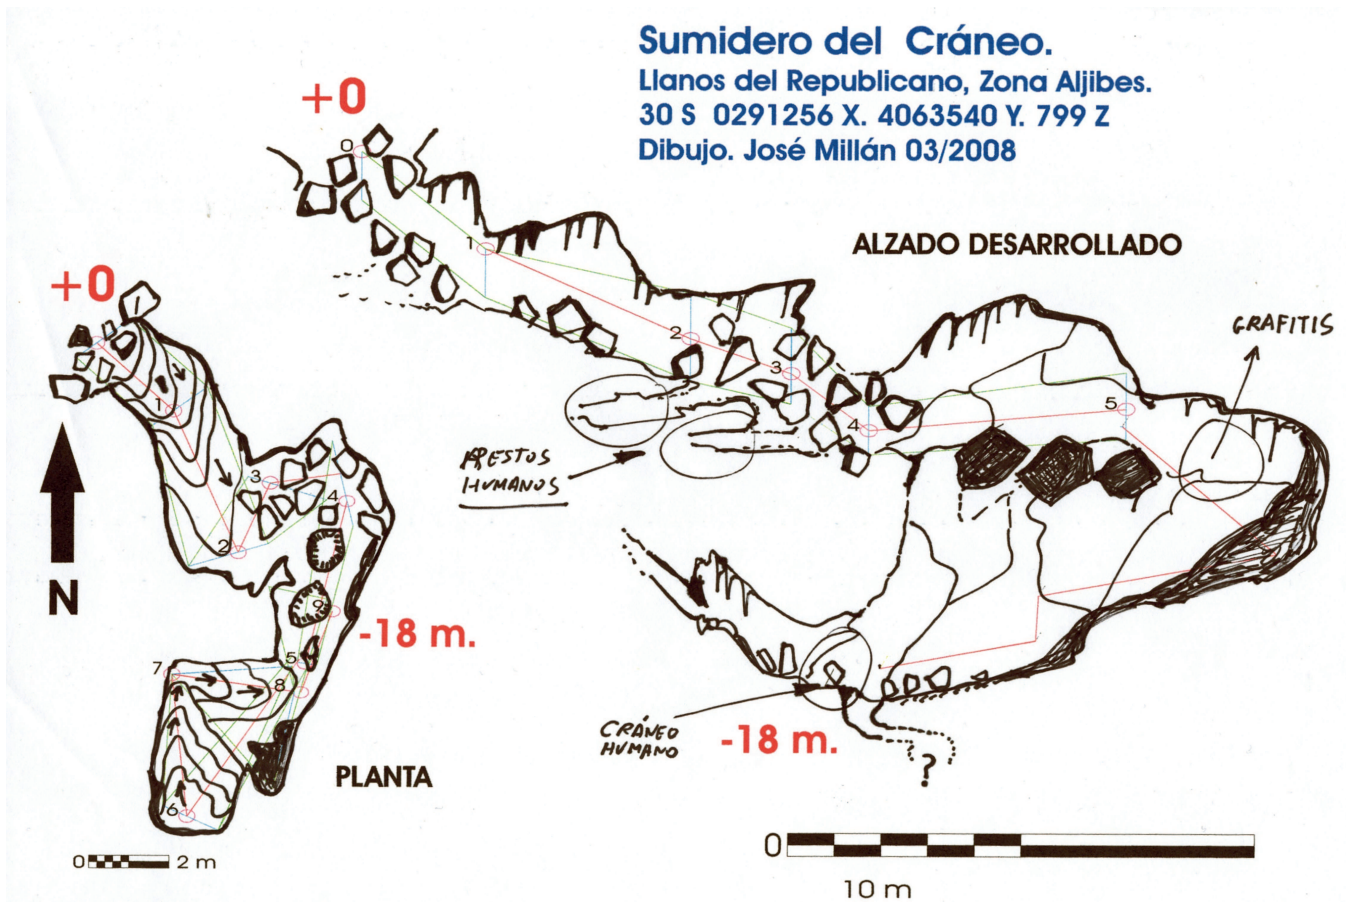 Sumidero del Cráneo.
Llanos del Republicano, Zona Aljibes.
30 S 0291256 X. 4063540 Y. 799 Z
Dibujo. José Millán 03/2008
+0
0
1
ALZADO DESARROLLADO
+0
2
GRAFITIS
3
5
4
RESTOS
HUMANOS
1
3
4
2
N
9
-18 m.
5
7
8
CRÁNEO
HUMANO
-18 m.
?
PLANTA
6
0
2 m
0
10 m